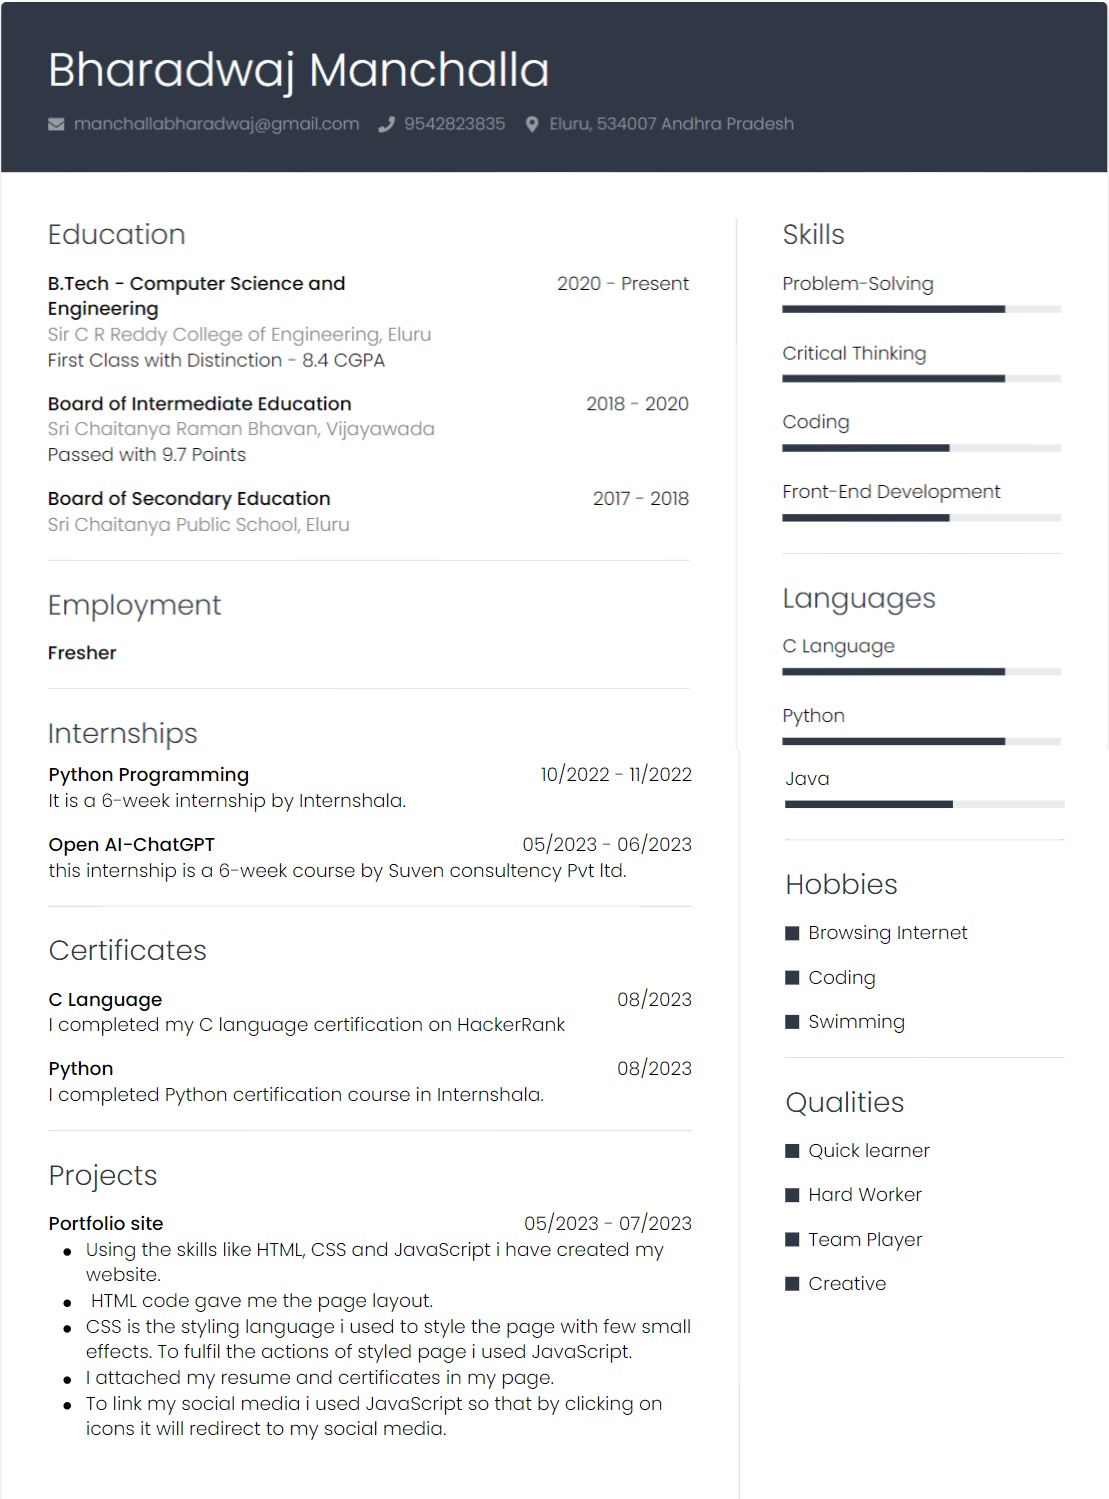 Bharadwaj Manchalla
manchallabharadwaj@gmail.com 9542823835 Eluru, 534007 Andhra Pradesh
Education
B.Tech - Computer Science and 2020 - Present
Engineering
Sir C R Reddy College of Engineering, Eluru
First Class with Distinction - 8.4 CGPA
Board of Intermediate Education 2018 - 2020
Sri Chaitanya Raman Bhavan, Vijayawada
Passed with 9.7 Points
Board of Secondary Education 2017 - 2018
Sri Chaitanya Public School, Eluru
Employment
Fresher
Internships
Python Programming 10/2022 - 11/2022
It is a 6-week internship by Internshala.
Open AI-ChatGPT 05/2023 - 06/2023
this internship is a 6-week course by Suven consultency Pvt ltd.
Certificates
C Language 08/2023
I completed my C language certification on HackerRank
Python 08/2023
I completed Python certification course in Internshala.
Projects
Portfolio site 05/2023 - 07/2023
● Using the skills like HTML, CSS and JavaScript i have created my
website.
● HTML code gave me the page layout.
● CSS is the styling language i used to style the page with few small
effects. To fulfil the actions of styled page i used JavaScript.
● I attached my resume and certificates in my page.
● To link my social media i used JavaScript so that by clicking on
icons it will redirect to my social media.
Skills
Problem-Solving
Critical Thinking
Coding
Front-End Development
Languages
C Language
Python
Java
Hobbies
■ Browsing Internet
■ Coding
■ Swimming
Qualities
■ Quick learner
■ Hard Worker
■ Team Player
■ Creative